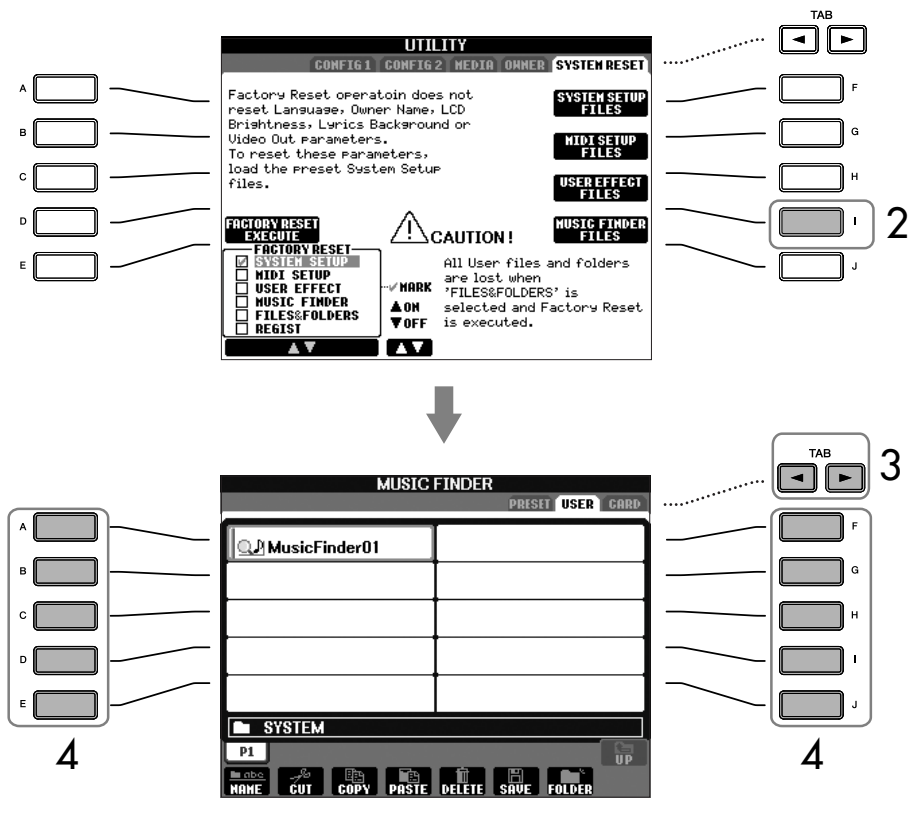 TAB
UTILITY
CONFIG 1 CONFIG 2 MEDIA OWNER SYSTEM RESET
A
B
C
D
E
Factory Reset operatoin does not
reset Language, Owner Name, LCD
Brightness, Lyrics Background or
Video Out parameters.
To reset these parameters,
load the preset System Setup
files.
SYSTEM SETUP
FILES
MIDI SETUP
FILES
USER EFFECT
FILES
MUSIC FINDER
FILES
F
G
H
I
J
2
FACTORY RESET
EXECUTE
FACTORY RESET
SYSTEM SETUP
MIDI SETUP
USER EFFECT
MUSIC FINDER
FILES&FOLDERS
REGIST
MARK
▲ON
▼OFF
CAUTION!
All User files and folders
are lost when
'FILES&FOLDERS' is
selected and Factory Reset
is executed.
TAB
3
MUSIC FINDER
PRESET USER CARD
A
B
C
D
E
4
MusicFinder01
F
G
H
I
J
4
SYSTEM
P1
UP
abc
NAME CUT COPY PASTE DELETE SAVE FOLDER